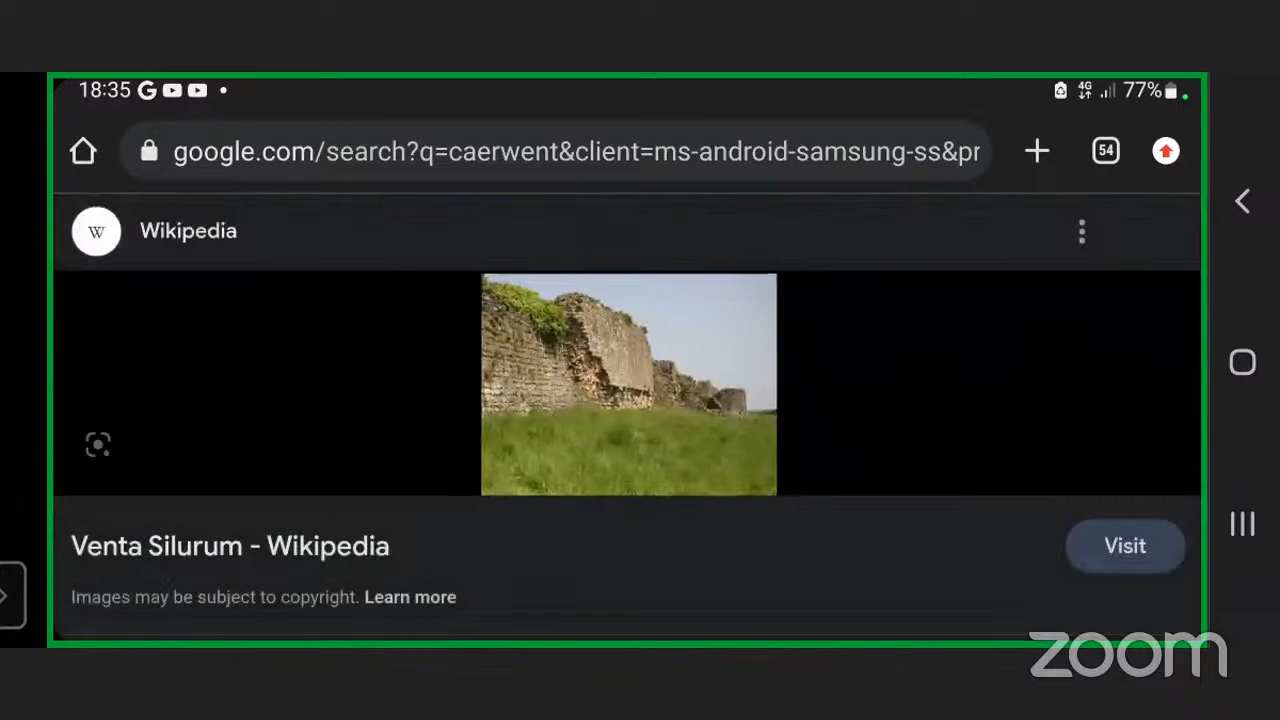 18:35
4G
77%
google.com/search?q=caerwent&client=ms-android-samsung-ss&pr
54
W
Wikipedia
Venta Silurum - Wikipedia
Visit
Images may be subject to copyright. Learn more
zoom